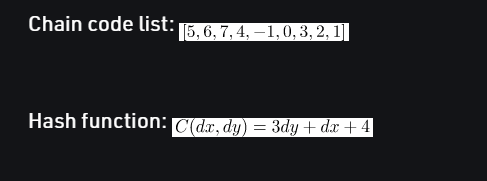 Chain code list: [5, 6, 7, 4, −1, 0, 3, 2, 1]
Hash function: C(dx, dy) = 3dy + dx + 4